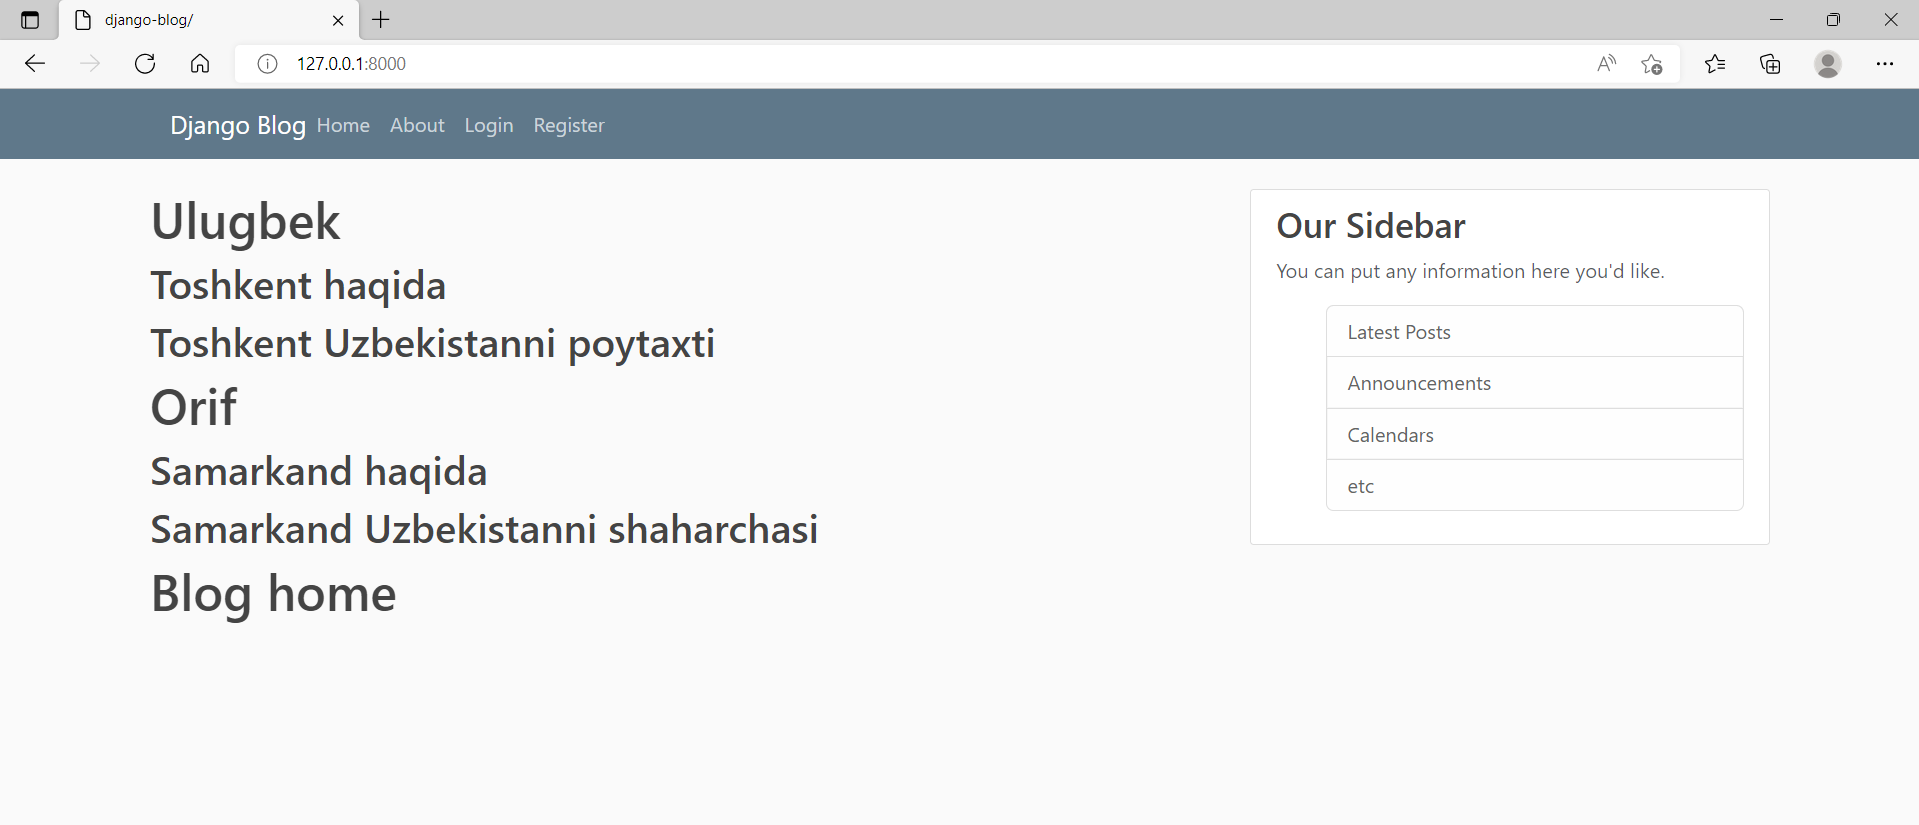 django-blog/
127.0.0.1:8000
Django Blog Home About Login Register
Ulugbek
Toshkent haqida
Toshkent Uzbekistanni poytaxti
Orif
Samarkand haqida
Samarkand Uzbekistanni shaharchasi
Blog home
Our Sidebar
You can put any information here you'd like.
Latest Posts
Announcements
Calendars
etc